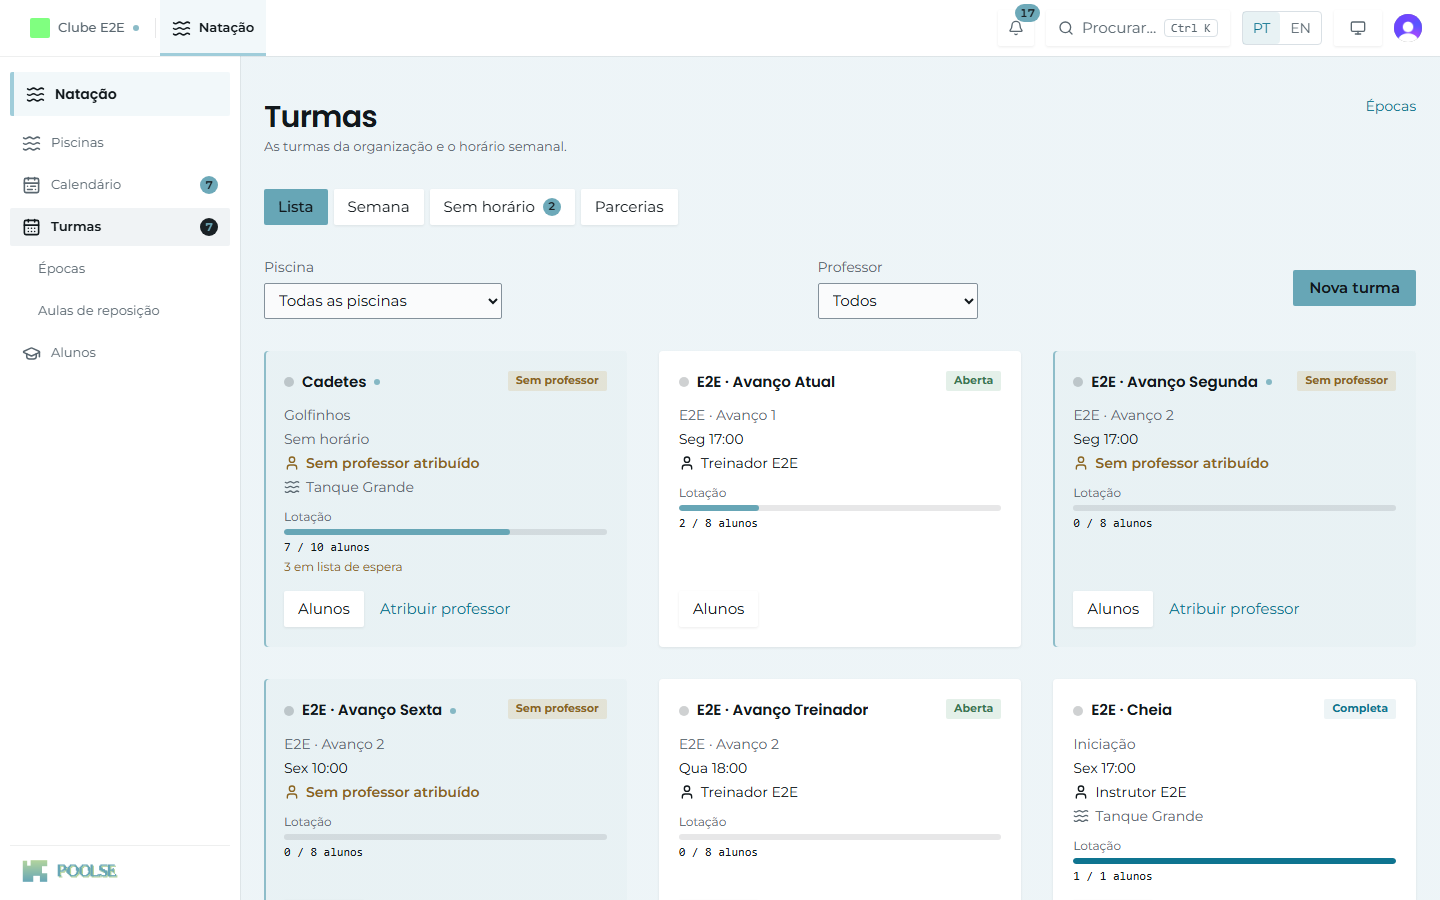 Clube E2E
Natação
17
Procurar... Ctrl K
PT EN
Natação
Piscinas
Calendário 7
Turmas 7
Épocas
Aulas de reposição
Alunos
POOLSE
Turmas
Épocas
As turmas da organização e o horário semanal.
Lista Semana Sem horário 2 Parcerias
Piscina
Todas as piscinas
Professor
Todos
Nova turma
Cadetes
Sem professor
Golfinhos
Sem horário
Sem professor atribuído
Tanque Grande
Lotação
7 / 10 alunos
3 em lista de espera
Alunos Atribuir professor
E2E · Avanço Atual
Aberta
E2E · Avanço 1
Seg 17:00
Treinador E2E
Lotação
2 / 8 alunos
Alunos
E2E · Avanço Segunda
Sem professor
E2E · Avanço 2
Seg 17:00
Sem professor atribuído
Lotação
0 / 8 alunos
Alunos Atribuir professor
E2E · Avanço Sexta
Sem professor
E2E · Avanço 2
Sex 10:00
Sem professor atribuído
Lotação
0 / 8 alunos
E2E · Avanço Treinador
Aberta
E2E · Avanço 2
Qua 18:00
Treinador E2E
Lotação
0 / 8 alunos
E2E · Cheia
Completa
Iniciação
Sex 17:00
Instrutor E2E
Tanque Grande
Lotação
1 / 1 alunos